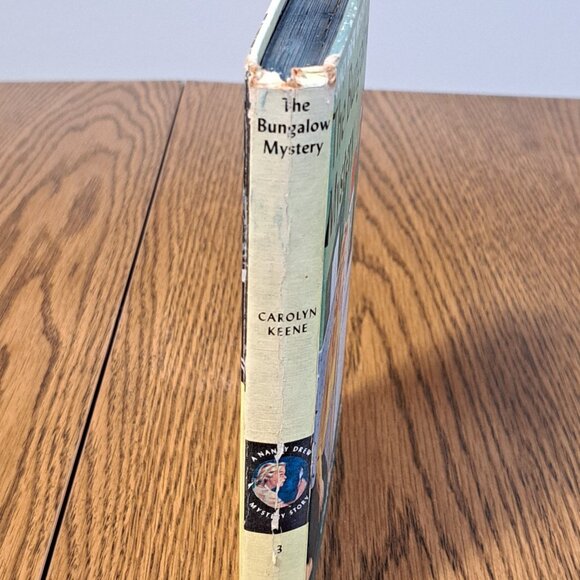 The
Bungalow
Mystery
CAROLYN
KEENE
A NANCY DREW
MYSTERY STORY
3